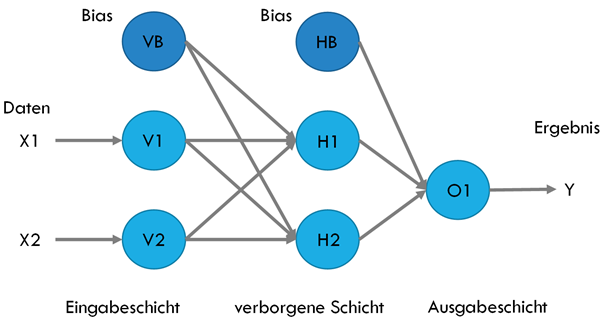 Bias
Bias
VB
HB
Daten
Ergebnis
X1
V1
H1
O1
Y
X2
V2
H2
Eingabeschicht
verborgene Schicht
Ausgabeschicht